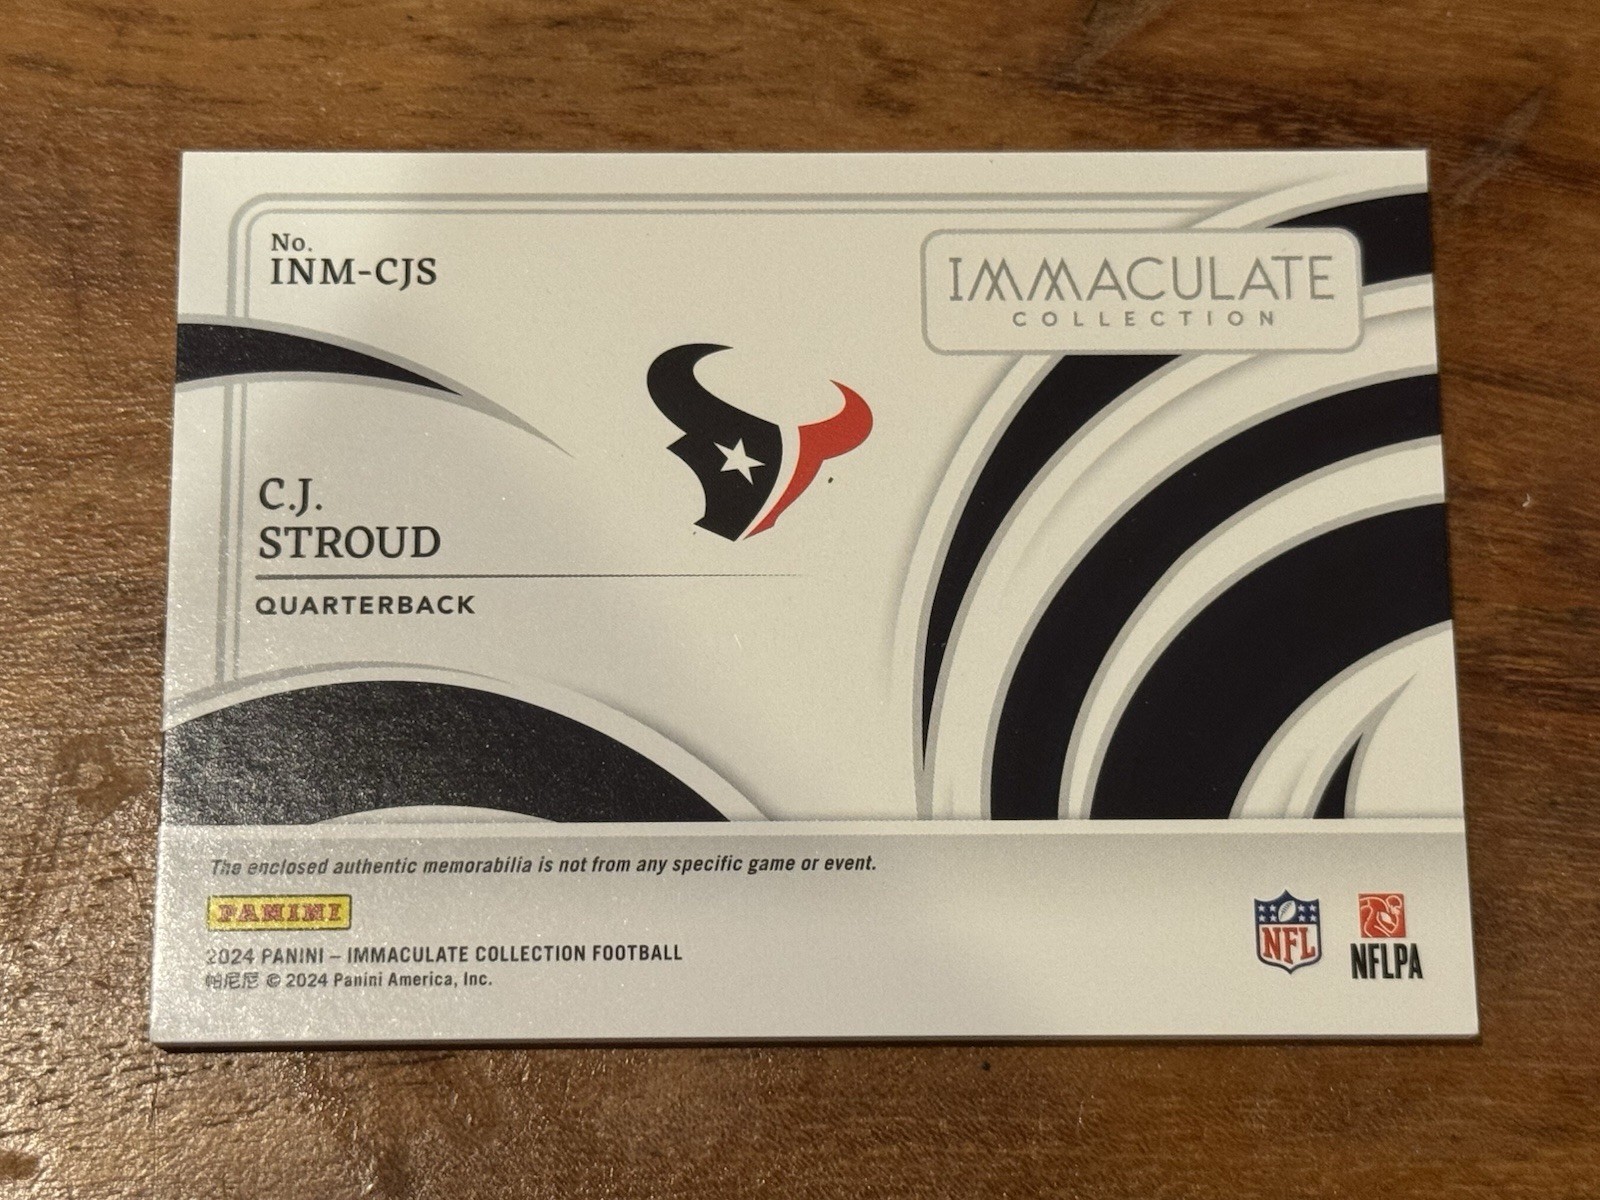 No.
INM-CJS
IMMACULATE
COLLECTION
C.J.
STROUD
QUARTERBACK
The enclosed authentic memorabilia is not from any specific game or event.
PANINI
2024 PANINI – IMMACULATE COLLECTION FOOTBALL
帕尼尼 © 2024 Panini America, Inc.
NFL
NFLPA